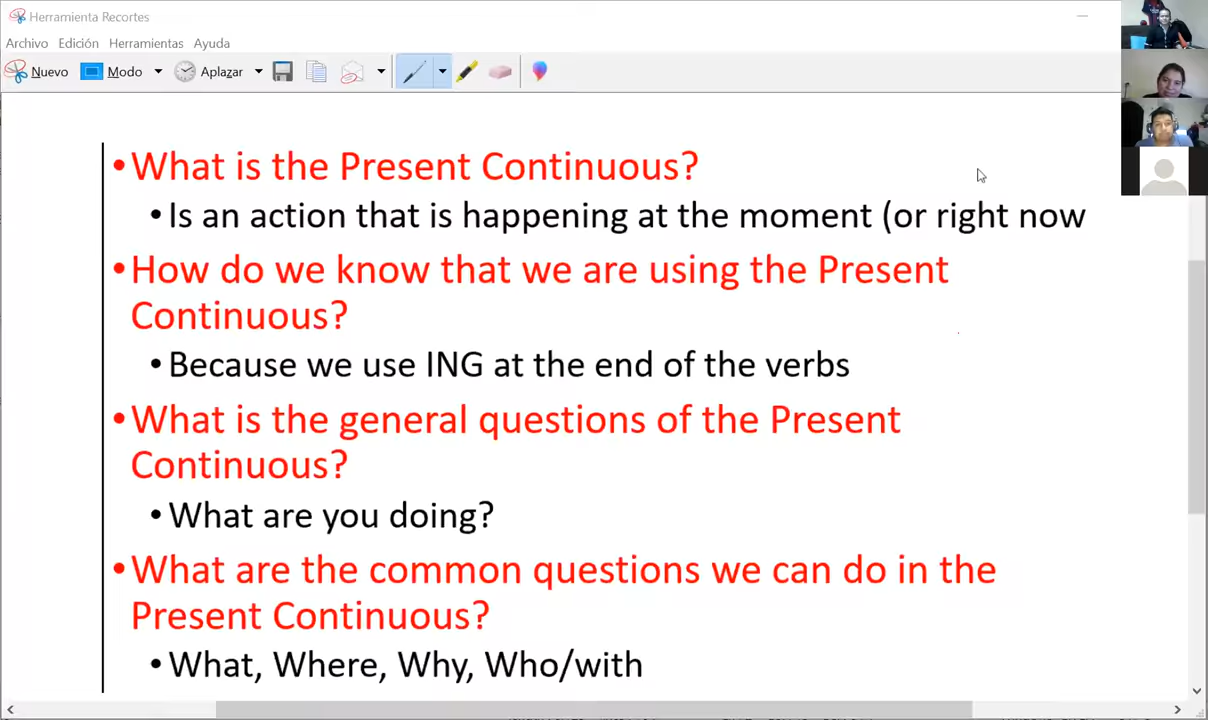 Herramienta Recortes
Archivo Edición Herramientas Ayuda
Nuevo Modo Aplazar
•What is the Present Continuous?
•Is an action that is happening at the moment (or right now
•How do we know that we are using the Present
Continuous?
•Because we use ING at the end of the verbs
•What is the general questions of the Present
Continuous?
•What are you doing?
•What are the common questions we can do in the
Present Continuous?
•What, Where, Why, Who/with